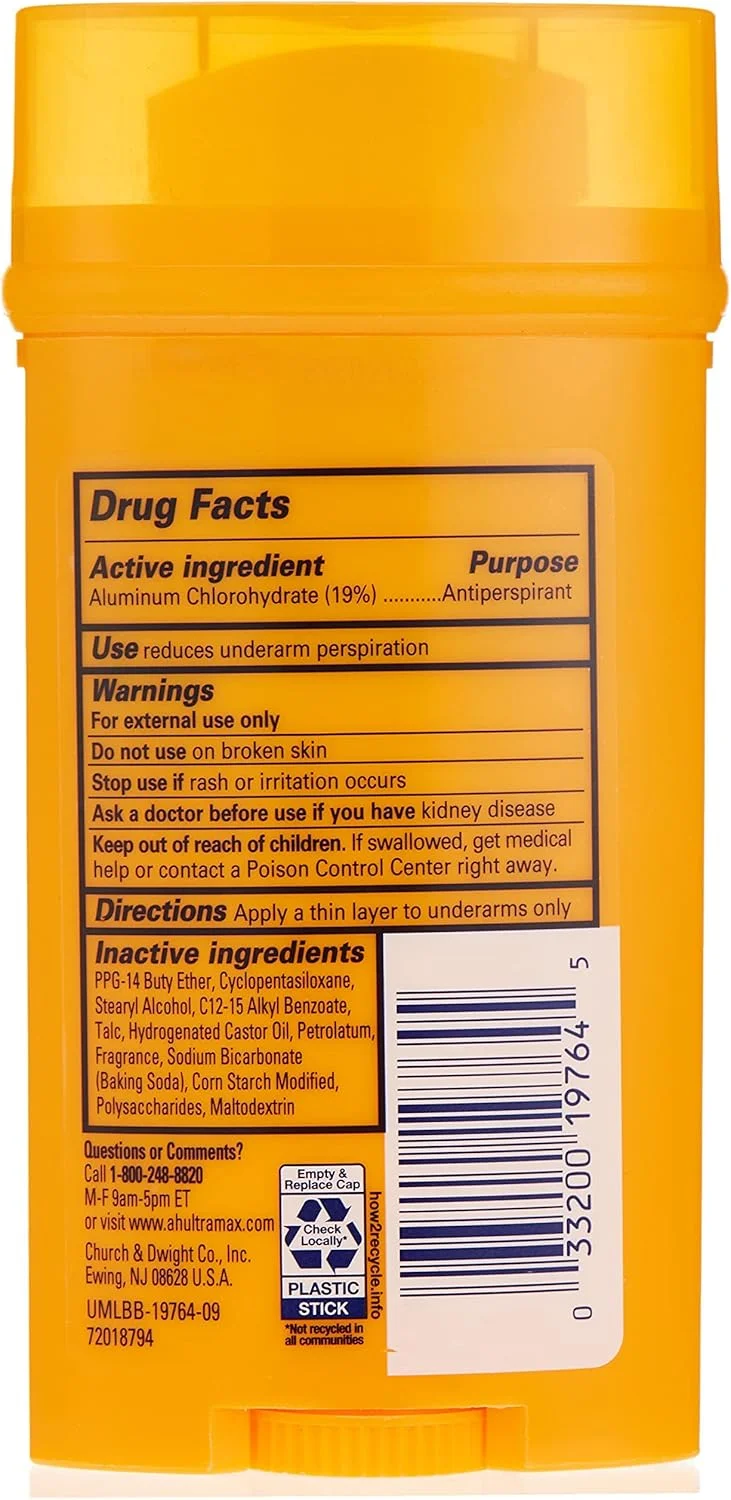 Drug Facts
Active ingredient Purpose
Aluminum Chlorohydrate (19%) ...........Antiperspirant
Use reduces underarm perspiration
Warnings
For external use only
Do not use on broken skin
Stop use if rash or irritation occurs
Ask a doctor before use if you have kidney disease
Keep out of reach of children. If swallowed, get medical
help or contact a Poison Control Center right away.
Directions Apply a thin layer to underarms only
Inactive ingredients
PPG-14 Buty Ether, Cyclopentasiloxane,
Stearyl Alcohol, C12-15 Alkyl Benzoate,
Talc, Hydrogenated Castor Oil, Petrolatum,
Fragrance, Sodium Bicarbonate
(Baking Soda), Corn Starch Modified,
Polysaccharides, Maltodextrin
Questions or Comments?
Call 1-800-248-8820
M-F 9am-5pm ET
or visit www.ahultramax.com
Church & Dwight Co., Inc.
Ewing, NJ 08628 U.S.A.
UMLBB-19764-09
72018794
Empty &
Replace Cap
Check
Locally*
PLASTIC
STICK
*Not recycled in
all communities
how2recycle.info
0 33200 19764 5